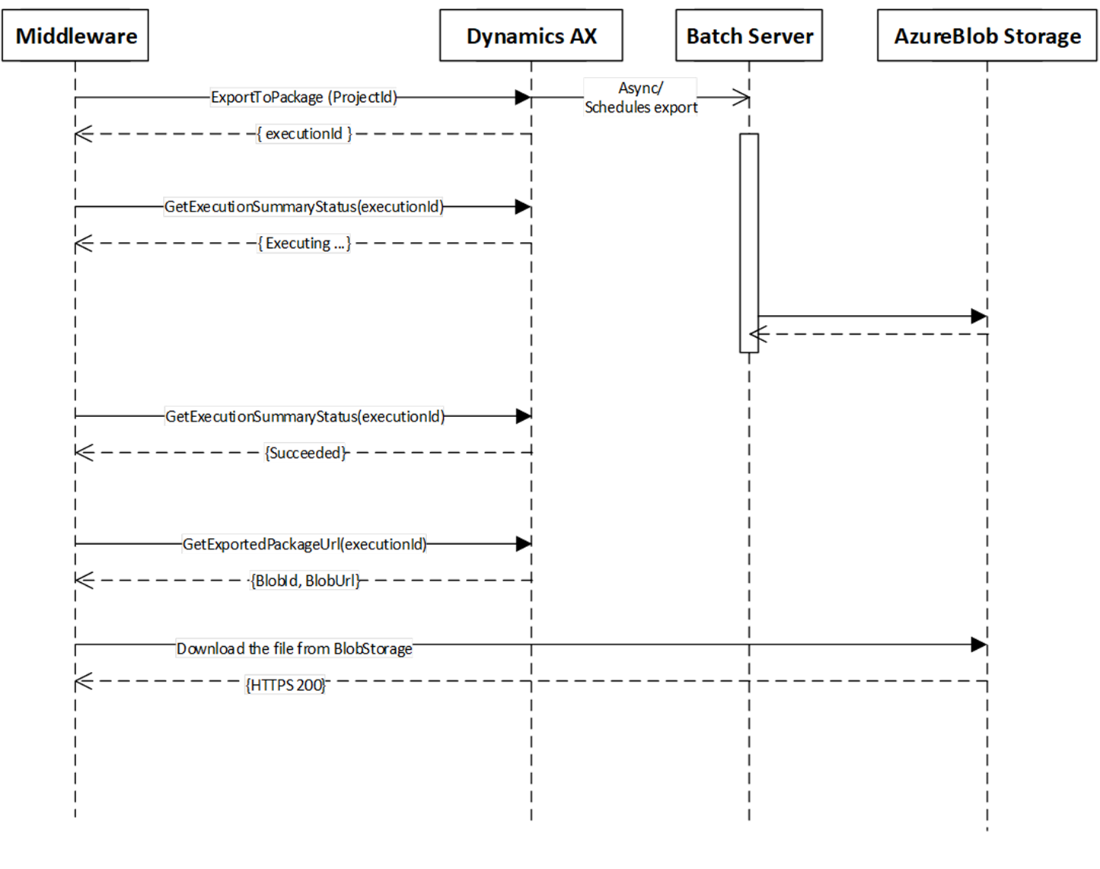 Middleware
Dynamics AX
Batch Server
AzureBlob Storage
ExportToPackage (ProjectId)
Async/
Schedules export
{ executionId }
GetExecutionSummaryStatus(executionId)
{ Executing ...}
GetExecutionSummaryStatus(executionId)
{Succeeded}
GetExportedPackageUrl(executionId)
{BlobId, BlobUrl}
Download the file from BlobStorage
{HTTPS 200}